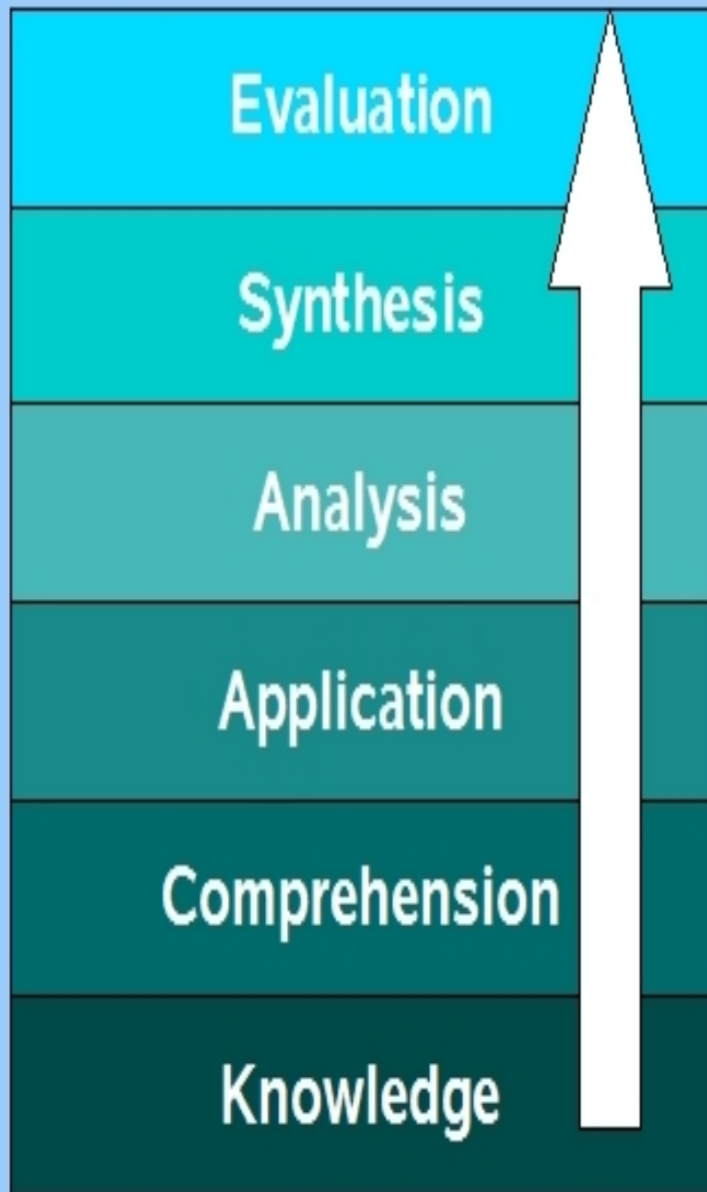 Evaluation
Synthesis
Analysis
Application
Comprehension
Knowledge